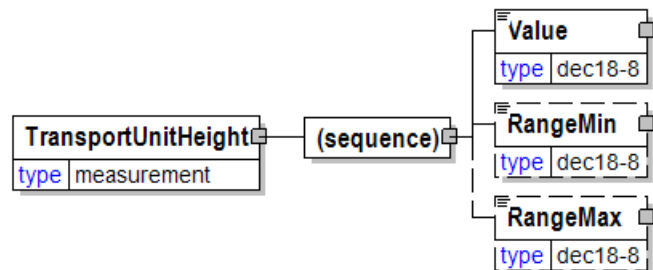 Value
type dec18-8
TransportUnitHeight
type measurement
(sequence)
RangeMin
type dec18-8
RangeMax
type dec18-8